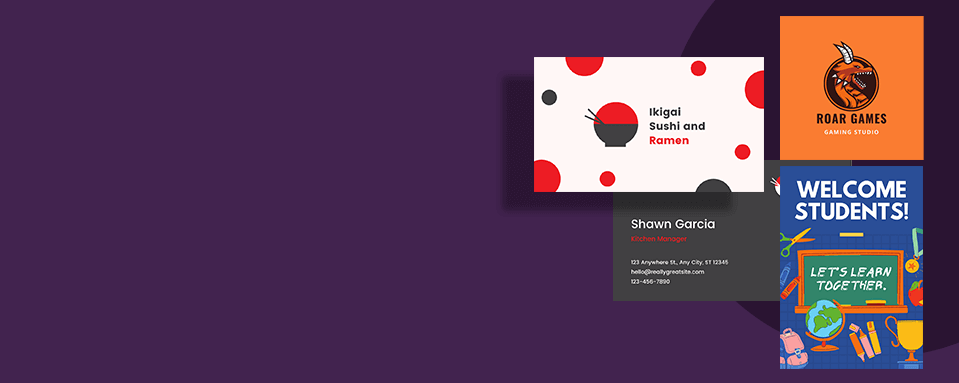 Ikigai
Sushi and
Ramen
ROAR GAMES
GAMING STUDIO
Shawn Garcia
Kitchen Manager
123 Anywhere St., Any City, ST 12345
hello@reallygreatsite.com
123-456-7890
WELCOME
STUDENTS!
LET'S LEARN
TOGETHER.